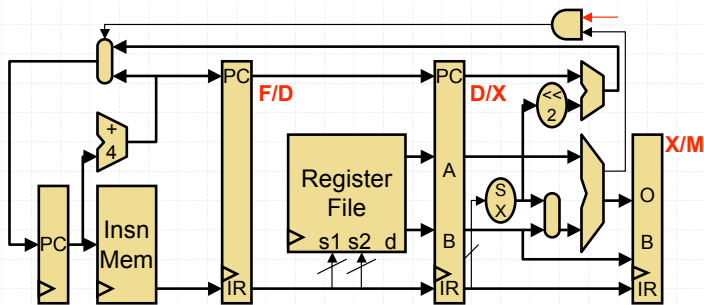 PC
F/D
PC
D/X
<<
2
+
4
X/M
A
S
X
O
Register
File
PC
Insn
Mem
s1 s2 d
B
B
IR
IR
IR